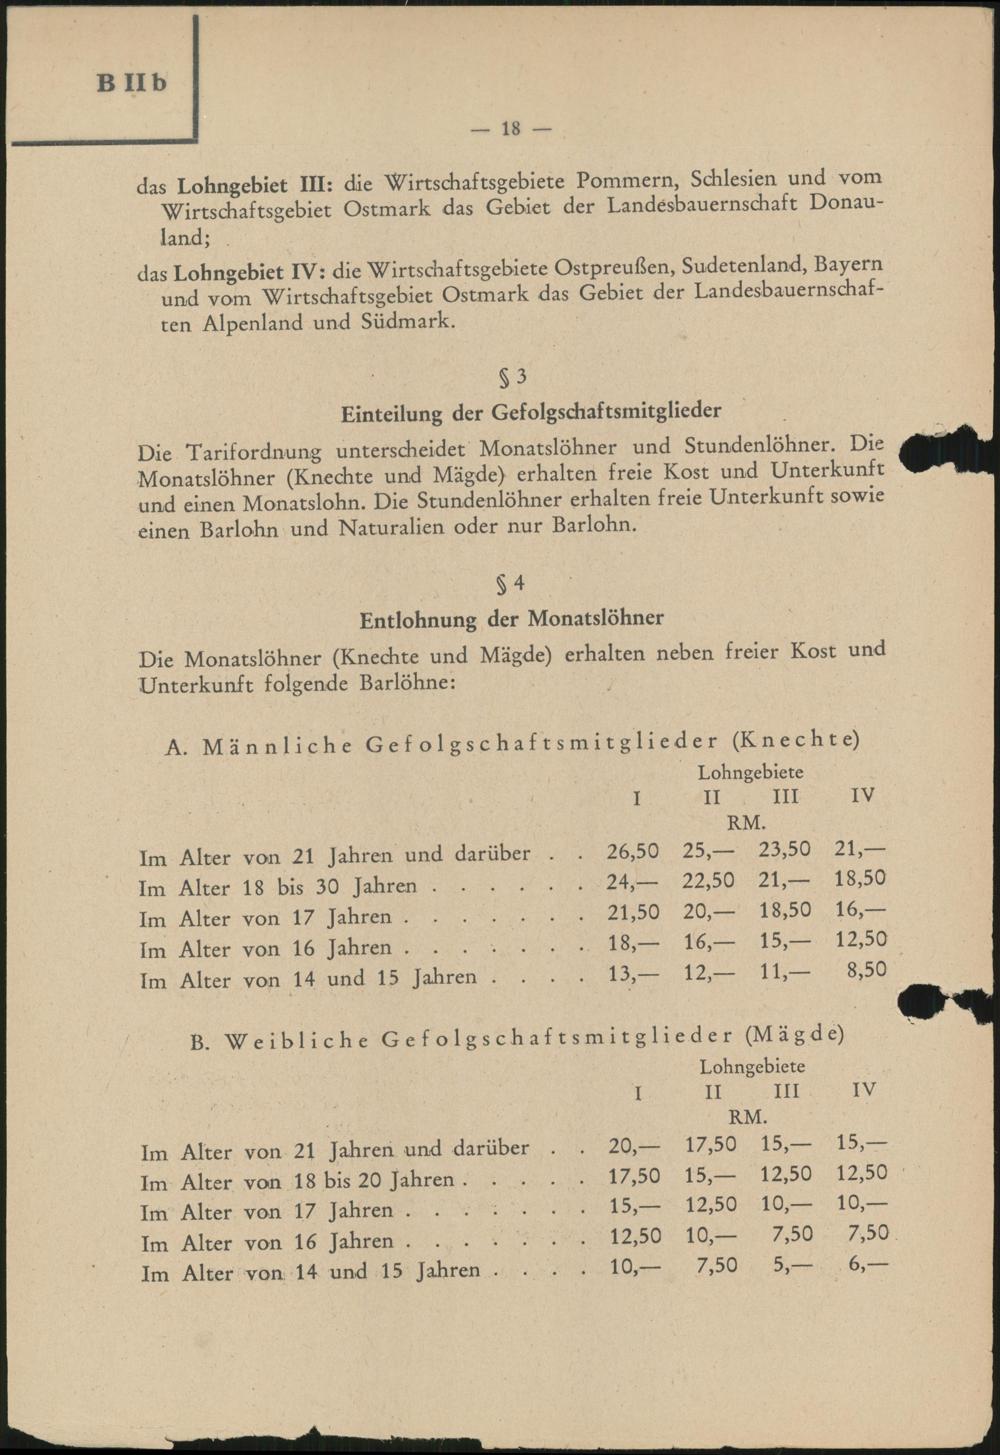 B II b
— 18 —
das Lohngebiet III: die Wirtschaftsgebiete Pommern, Schlesien und vom
Wirtschaftsgebiet Ostmark das Gebiet der Landesbauernschaft Donau-
land;
das Lohngebiet IV: die Wirtschaftsgebiete Ostpreußen, Sudetenland, Bayern
und vom Wirtschaftsgebiet Ostmark das Gebiet der Landesbauernschaf-
ten Alpenland und Südmark.
§ 3
Einteilung der Gefolgschaftsmitglieder
Die Tarifordnung unterscheidet Monatslöhner und Stundenlöhner. Die
Monatslöhner (Knechte und Mägde) erhalten freie Kost und Unterkunft
und einen Monatslohn. Die Stundenlöhner erhalten freie Unterkunft sowie
einen Barlohn und Naturalien oder nur Barlohn.
§ 4
Entlohnung der Monatslöhner
Die Monatslöhner (Knechte und Mägde) erhalten neben freier Kost und
Unterkunft folgende Barlöhne:
A. Männliche Gefolgschaftsmitglieder (Knechte)
Lohngebiete
I II III IV
RM.
Im Alter von 21 Jahren und darüber . . 26,50 25,— 23,50 21,—
Im Alter 18 bis 30 Jahren . . . . . . 24,— 22,50 21,— 18,50
Im Alter von 17 Jahren . . . . . . . 21,50 20,— 18,50 16,—
Im Alter von 16 Jahren . . . . . . . 18,— 16,— 15,— 12,50
Im Alter von 14 und 15 Jahren . . . . 13,— 12,— 11,— 8,50
B. Weibliche Gefolgschaftsmitglieder (Mägde)
Lohngebiete
I II III IV
RM.
Im Alter von 21 Jahren und darüber . . 20,— 17,50 15,— 15,—
Im Alter von 18 bis 20 Jahren . . . . . 17,50 15,— 12,50 12,50
Im Alter von 17 Jahren . . . . . . . 15,— 12,50 10,— 10,—
Im Alter von 16 Jahren . . . . . . . 12,50 10,— 7,50 7,50
Im Alter von 14 und 15 Jahren . . . . 10,— 7,50 5,— 6,—